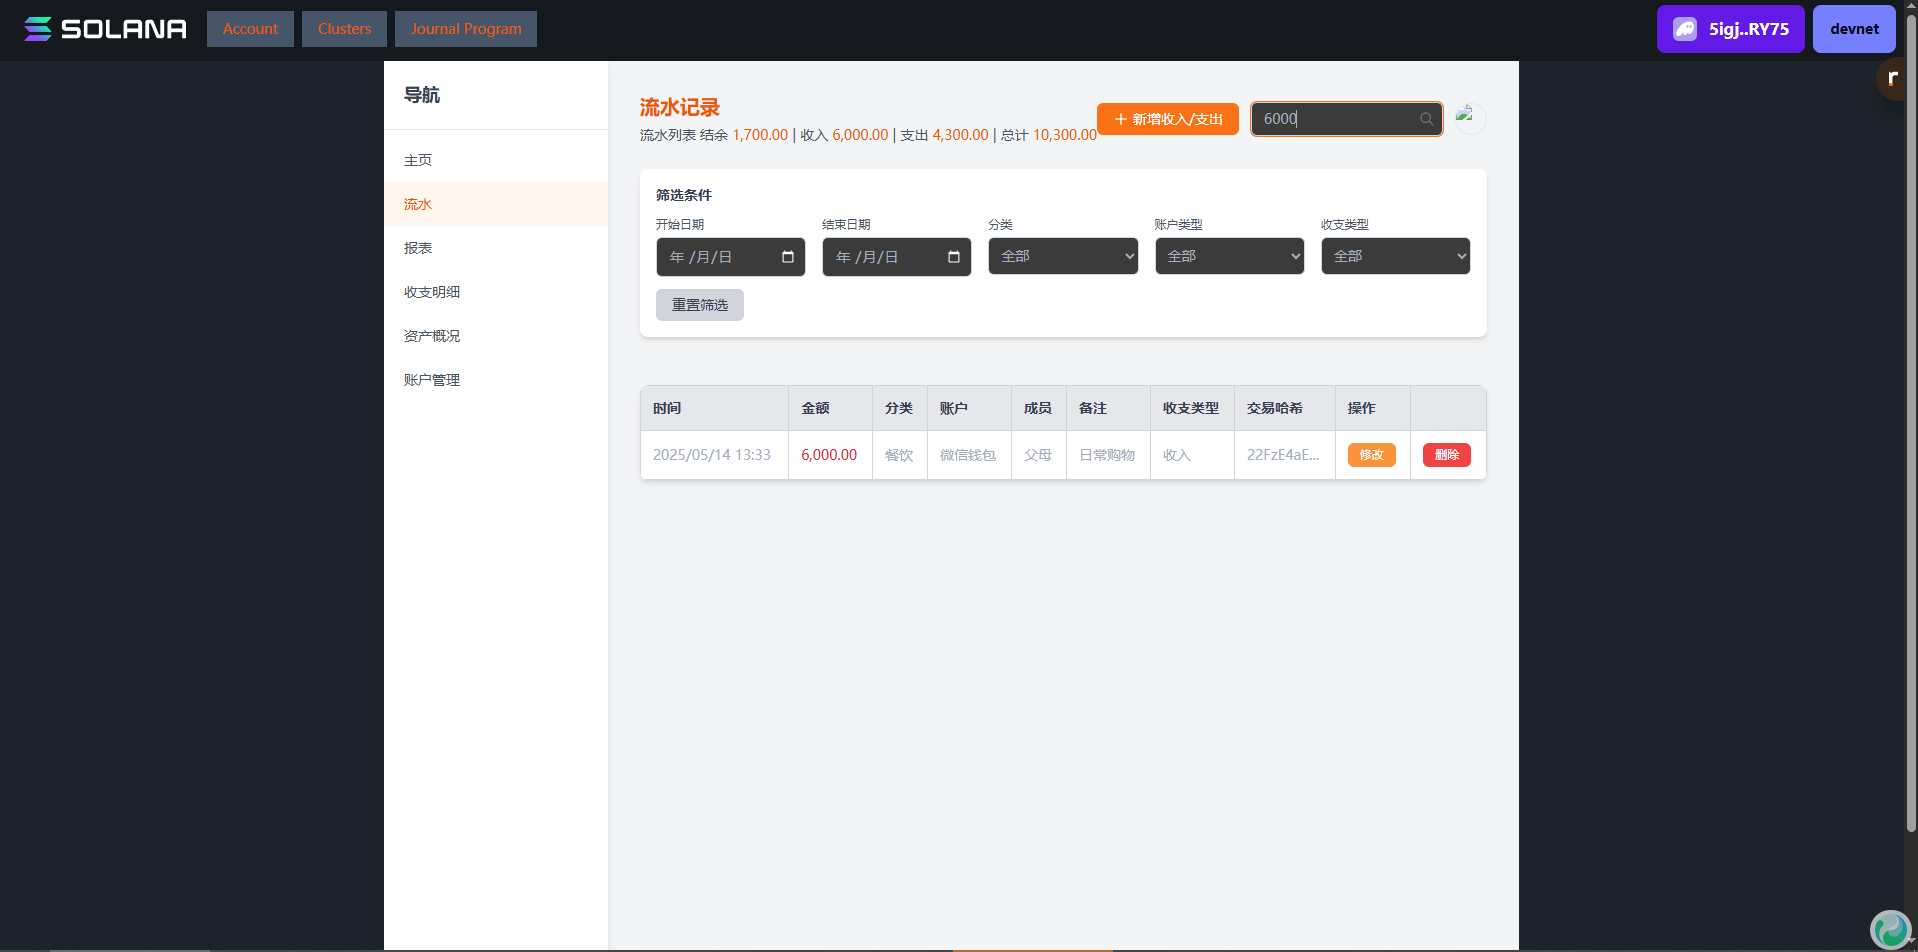 SOLANA Account Clusters Journal Program 5igj..RY75 devnet
r
导航
主页
流水
报表
收支明细
资产概况
账户管理
流水记录
流水列表 结余 1,700.00 | 收入 6,000.00 | 支出 4,300.00 | 总计 10,300.00
新增收入/支出 6000
筛选条件
开始日期 结束日期 分类 账户类型 收支类型
年 /月/日 年 /月/日 全部 全部 全部
重置筛选
时间 金额 分类 账户 成员 备注 收支类型 交易哈希 操作
2025/05/14 13:33 6,000.00 餐饮 微信钱包 父母 日常购物 收入 22FzE4aE... 修改 删除